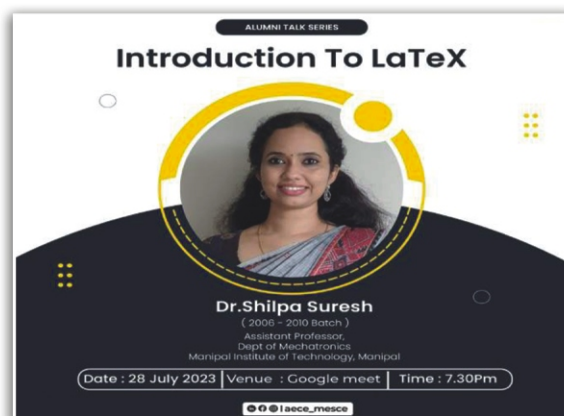 ALUMNI TALK SERIES
Introduction To LaTeX
Dr.Shilpa Suresh
( 2006 - 2010 Batch )
Assistant Professor,
Dept of Mechatronics
Manipal Institute of Technology, Manipal
Date : 28 July 2023 | Venue : Google meet | Time : 7.30Pm
| aece_mesce